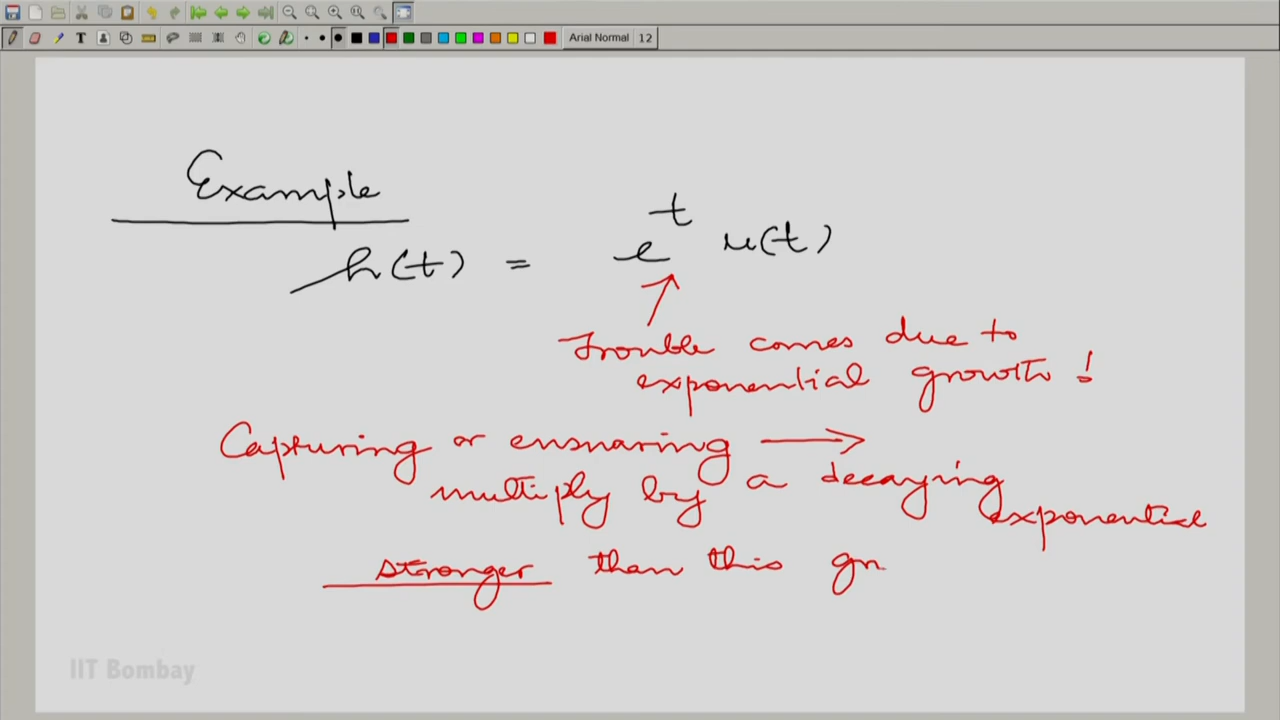 Arial Normal 12
Example
h(t) = e^t u(t)
Trouble comes due to
exponential growth !
Capturing or ensnaring →
multiply by a decaying
exponential
stronger than this gr
IIT Bombay